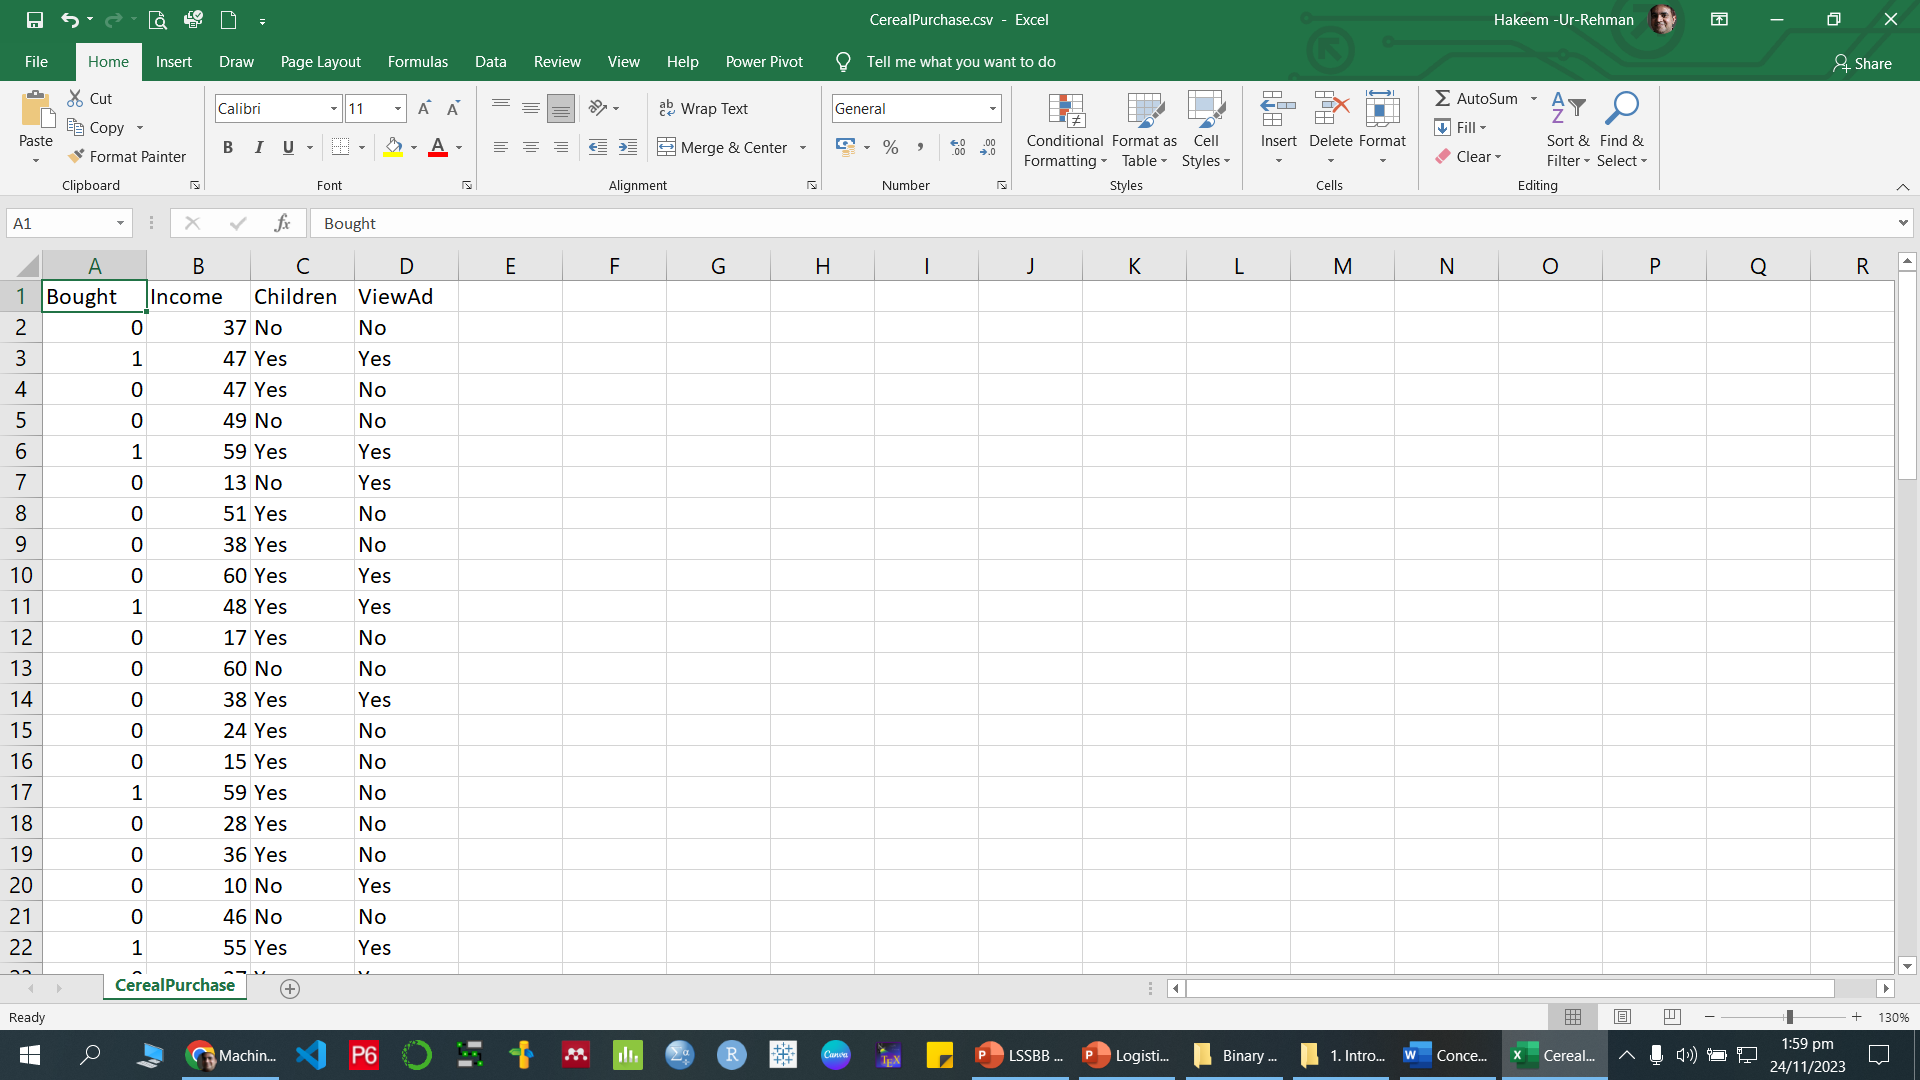 CerealPurchase.csv - Excel
Hakeem -Ur-Rehman
File Home Insert Draw Page Layout Formulas Data Review View Help Power Pivot Tell me what you want to do Share
Paste
Cut
Copy
Format Painter
Clipboard
Calibri 11
B I U
Font
Wrap Text
Merge & Center
Alignment
General
Number
Conditional Formatting
Format as Table
Cell Styles
Styles
Insert Delete Format
Cells
AutoSum
Fill
Clear
Sort & Filter
Find & Select
Editing
A1 fx Bought
A B C D E F G H I J K L M N O P Q R
1 Bought Income Children ViewAd
2 0 37 No No
3 1 47 Yes Yes
4 0 47 Yes No
5 0 49 No No
6 1 59 Yes Yes
7 0 13 No Yes
8 0 51 Yes No
9 0 38 Yes No
10 0 60 Yes Yes
11 1 48 Yes Yes
12 0 17 Yes No
13 0 60 No No
14 0 38 Yes Yes
15 0 24 Yes No
16 0 15 Yes No
17 1 59 Yes No
18 0 28 Yes No
19 0 36 Yes No
20 0 10 No Yes
21 0 46 No No
22 1 55 Yes Yes
CerealPurchase
Ready
130%
Machin... P6 Canva TEX LSSBB ... Logisti... Binary ... 1. Intro... Conce... Cereal...
1:59 pm
24/11/2023